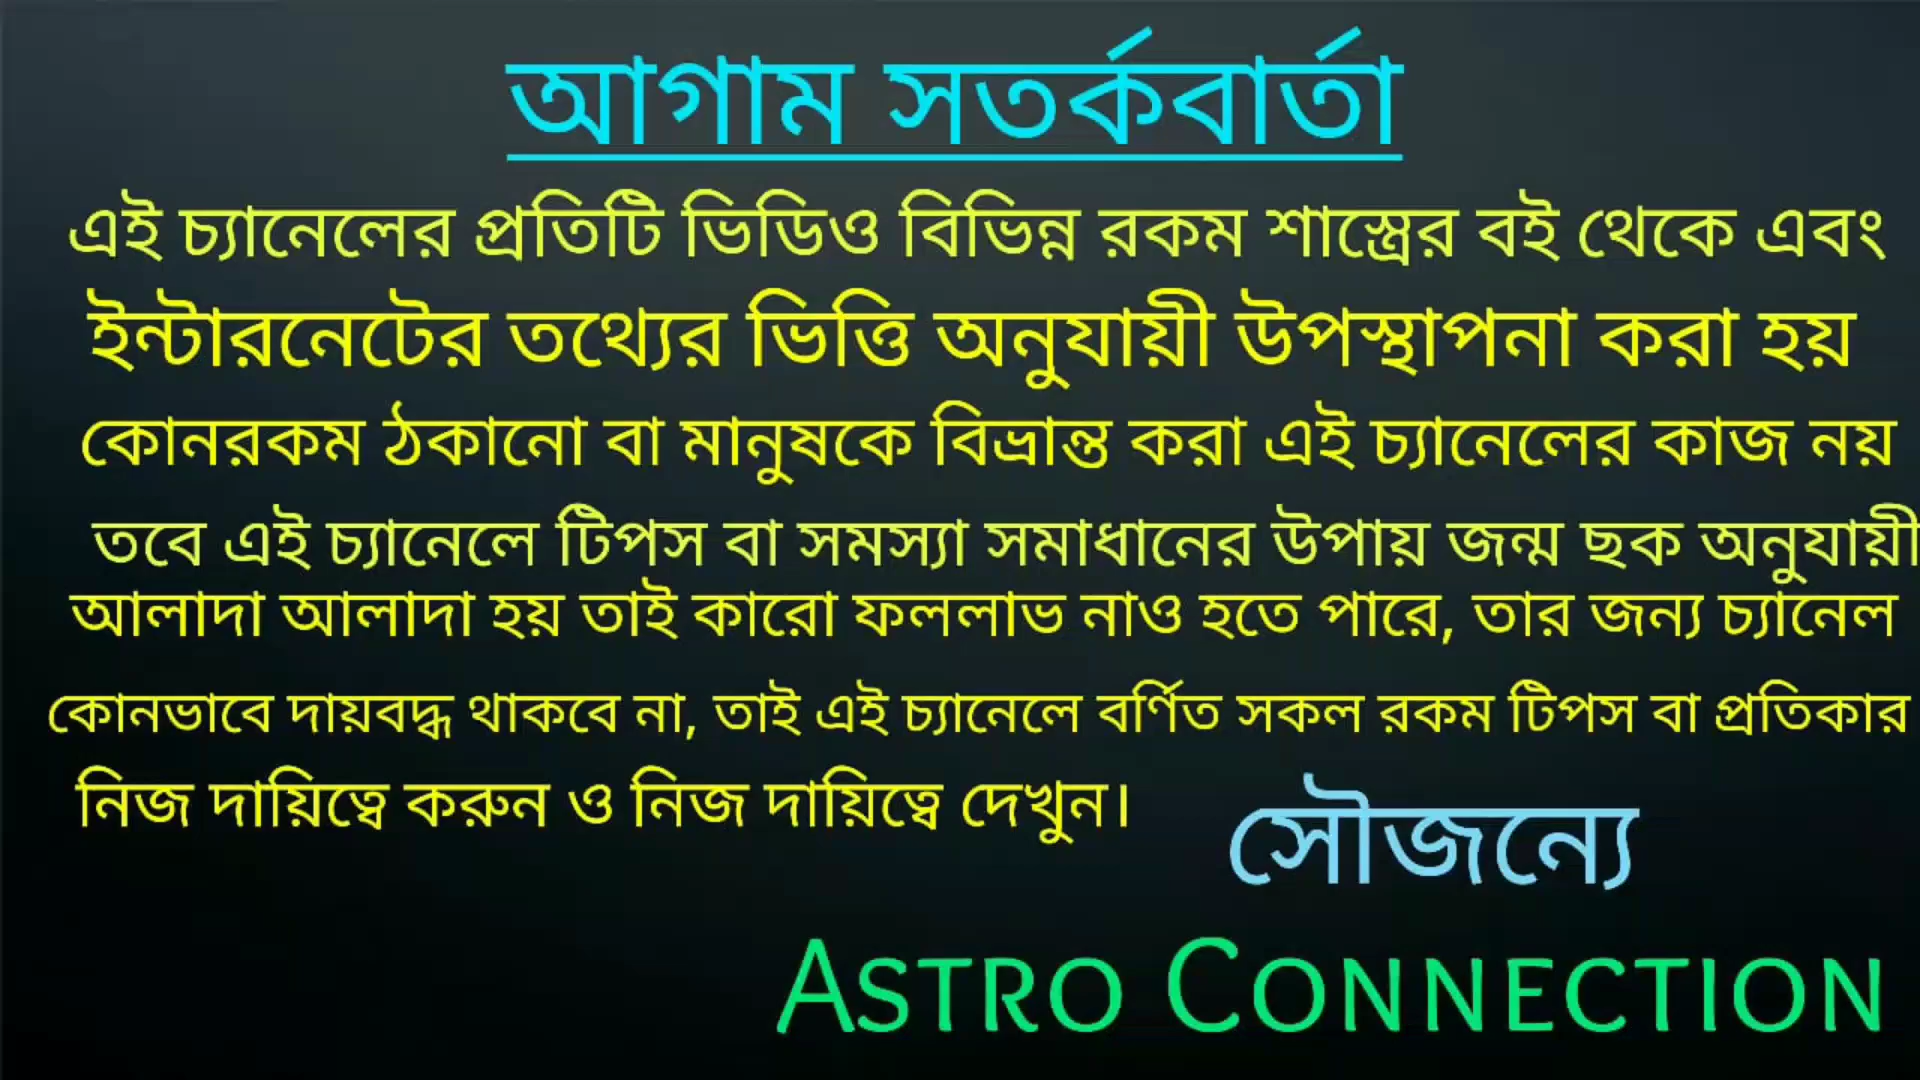 আগাম সতর্কবার্তা
এই চ্যানেলের প্রতিটি ভিডিও বিভিন্ন রকম শাস্ত্রের বই থেকে এবং
ইন্টারনেটের তথ্যের ভিত্তি অনুযায়ী উপস্থাপনা করা হয়
কোনরকম ঠকানো বা মানুষকে বিভ্রান্ত করা এই চ্যানেলের কাজ নয়
তবে এই চ্যানেলে টিপস বা সমস্যা সমাধানের উপায় জন্ম ছক অনুযায়ী
আলাদা আলাদা হয় তাই কারো ফললাভ নাও হতে পারে, তার জন্য চ্যানেল
কোনভাবে দায়বদ্ধ থাকবে না, তাই এই চ্যানেলে বর্ণিত সকল রকম টিপস বা প্রতিকার
নিজ দায়িত্বে করুন ও নিজ দায়িত্বে দেখুন।
সৌজন্যে
ASTRO CONNECTION